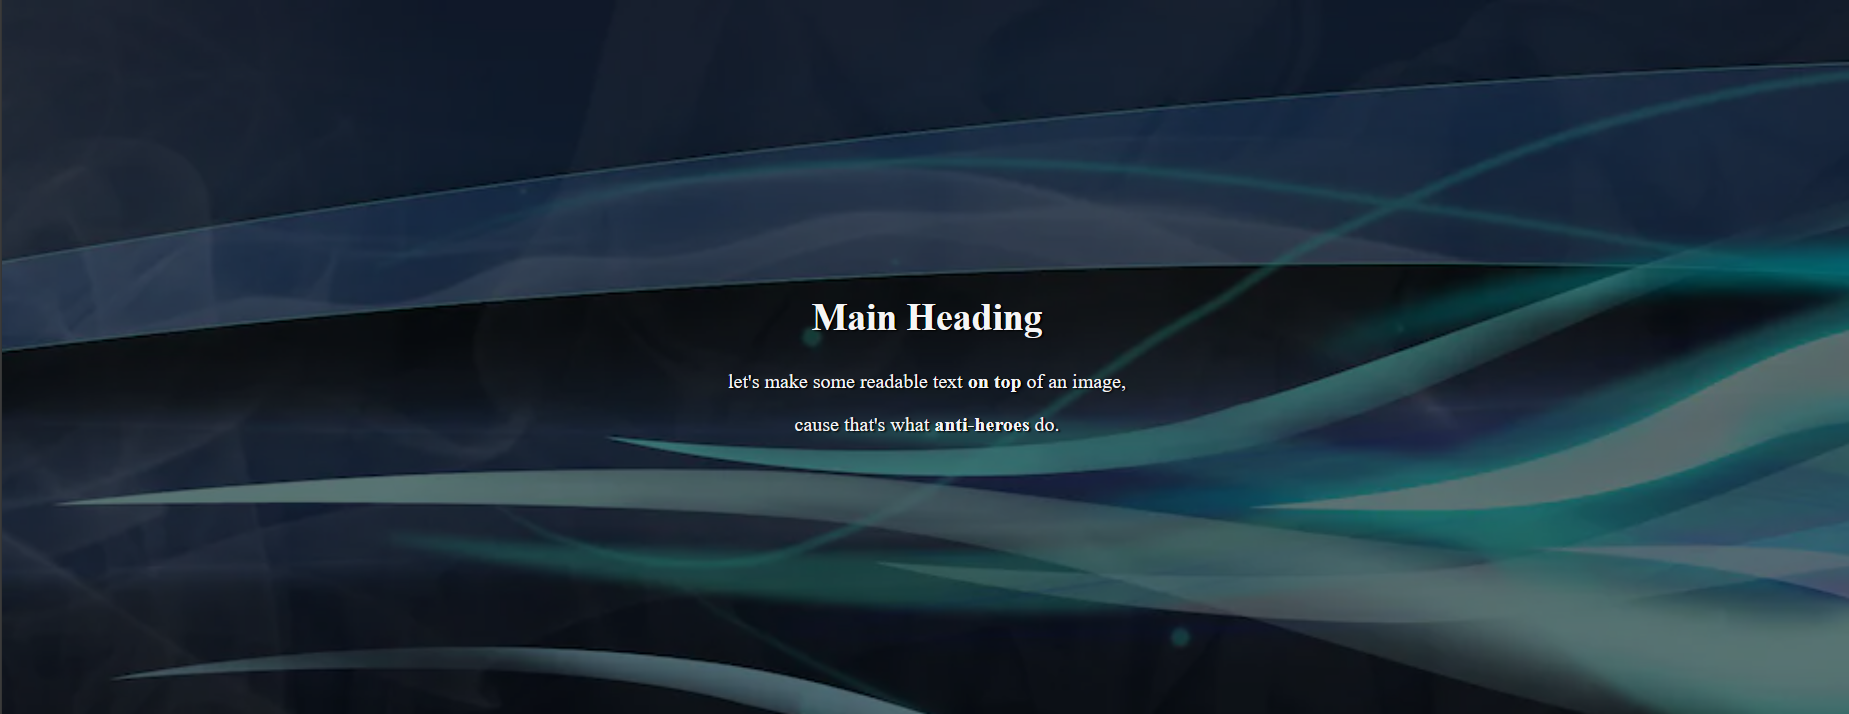 Main Heading
let's make some readable text on top of an image,
cause that's what anti-heroes do.